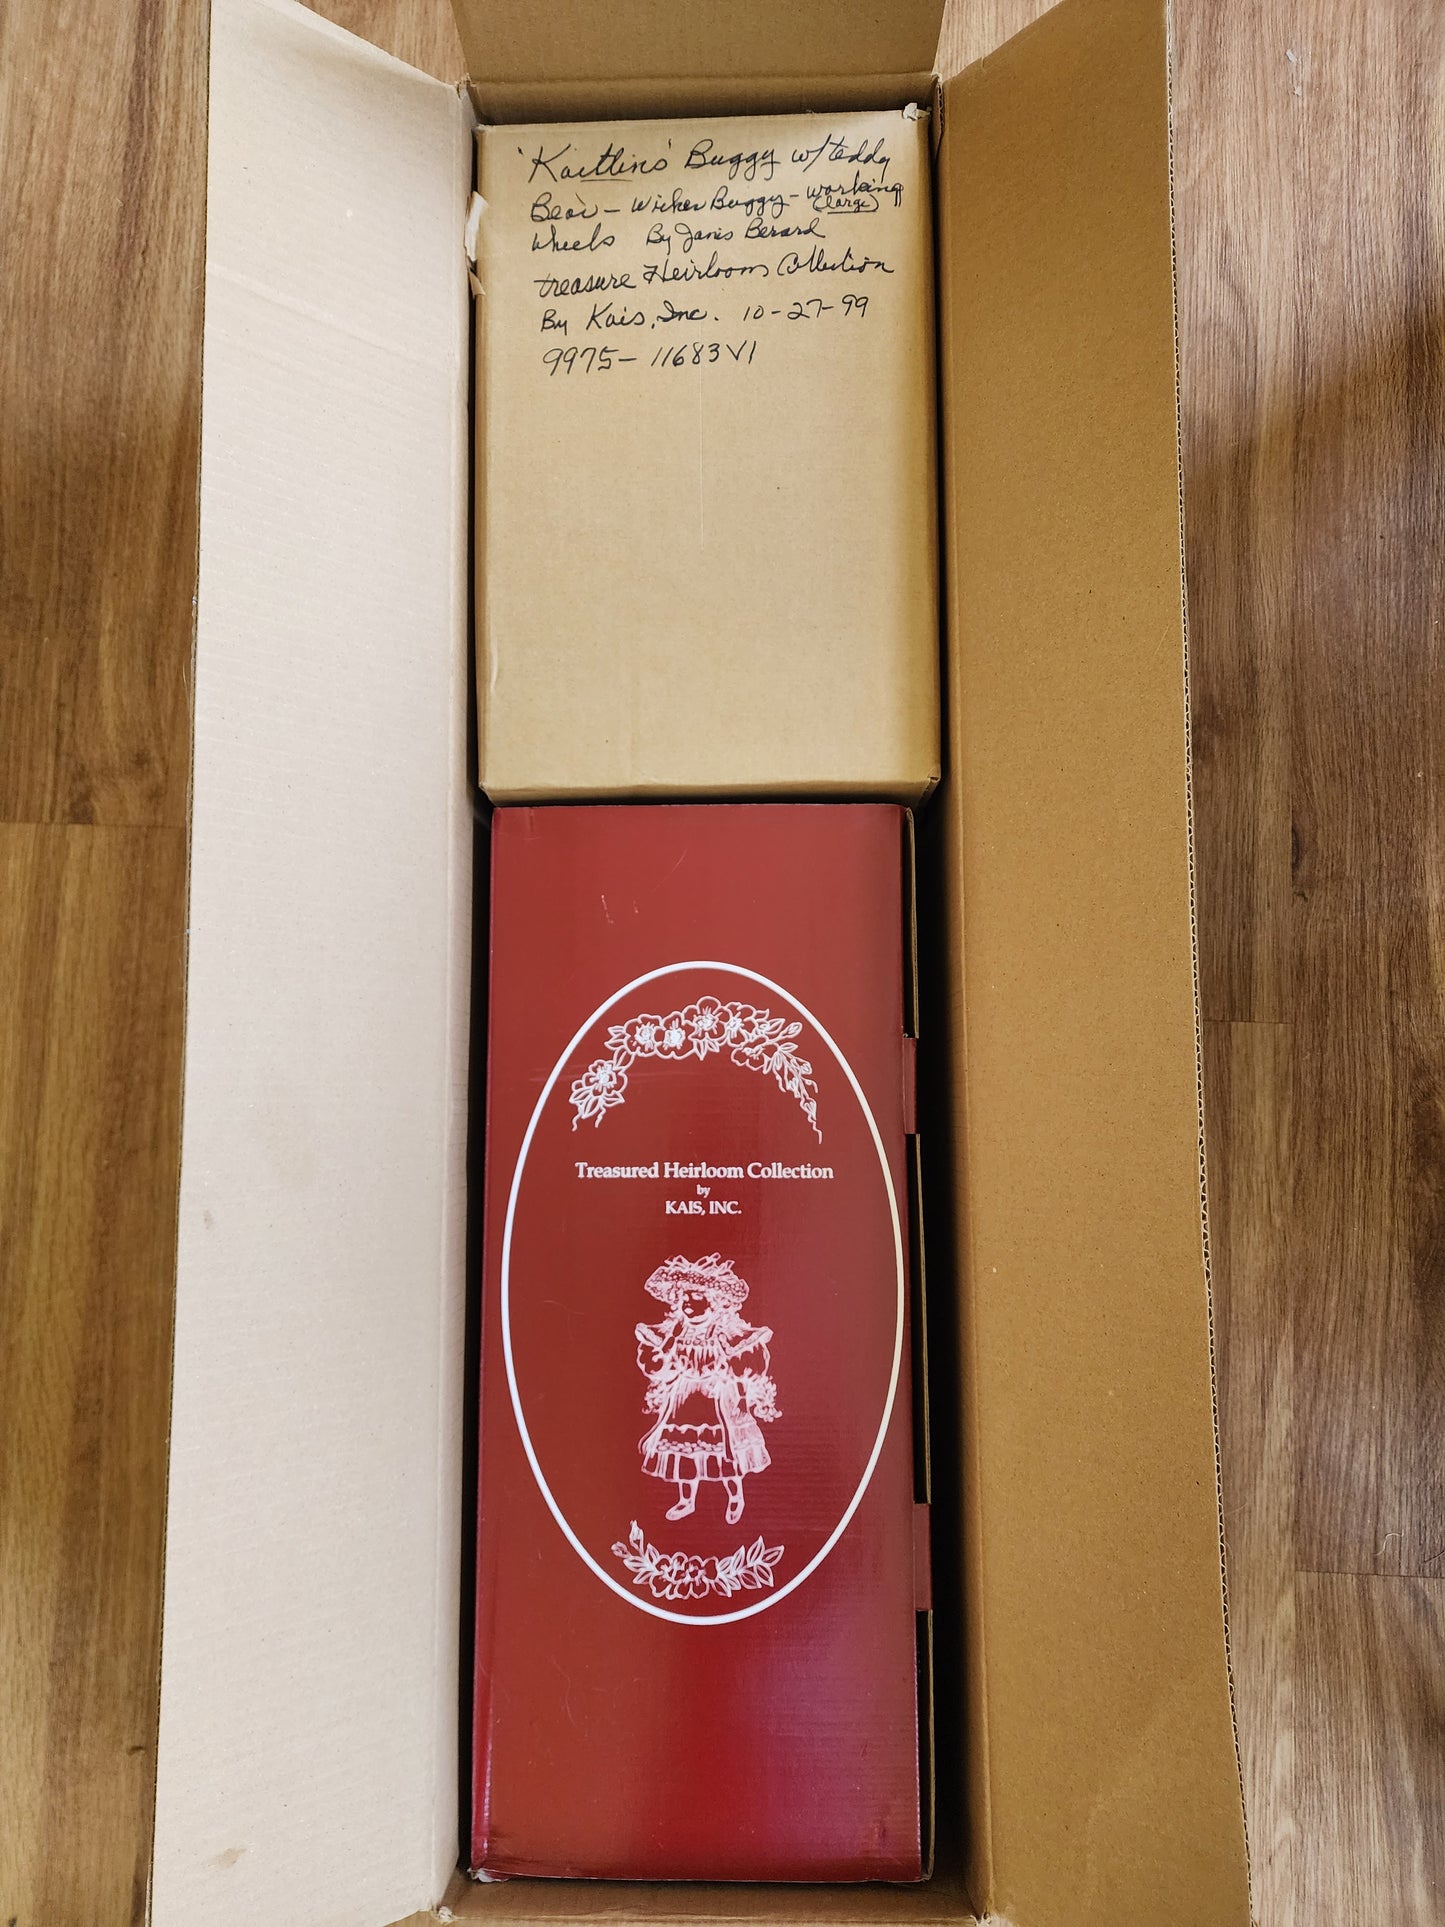 'Kaitlins' Buggy w/teddy
Bear - Wicker Buggy - working
(large)
wheels By Janis Berard
treasure Heirloom Collection
By Kais, Inc. 10-27-99
9975- 11683V1
Treasured Heirloom Collection
by
KAIS, INC.